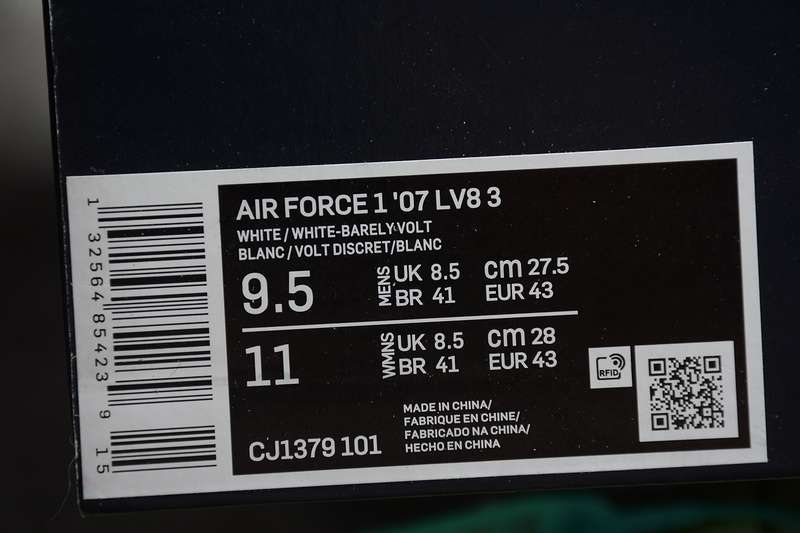 AIR FORCE 1 '07 LV8 3
WHITE/WHITE-BARELY VOLT
BLANC/VOLT DISCRET/BLANC
9.5 MENS UK 8.5 cm 27.5
BR 41 EUR 43
11 WMNS UK 8.5 cm 28
BR 41 EUR 43
CJ1379 101
MADE IN CHINA/
FABRIQUE EN CHINE/
FABRICADO NA CHINA/
HECHO EN CHINA
RFID
1 32564 85423 9 15